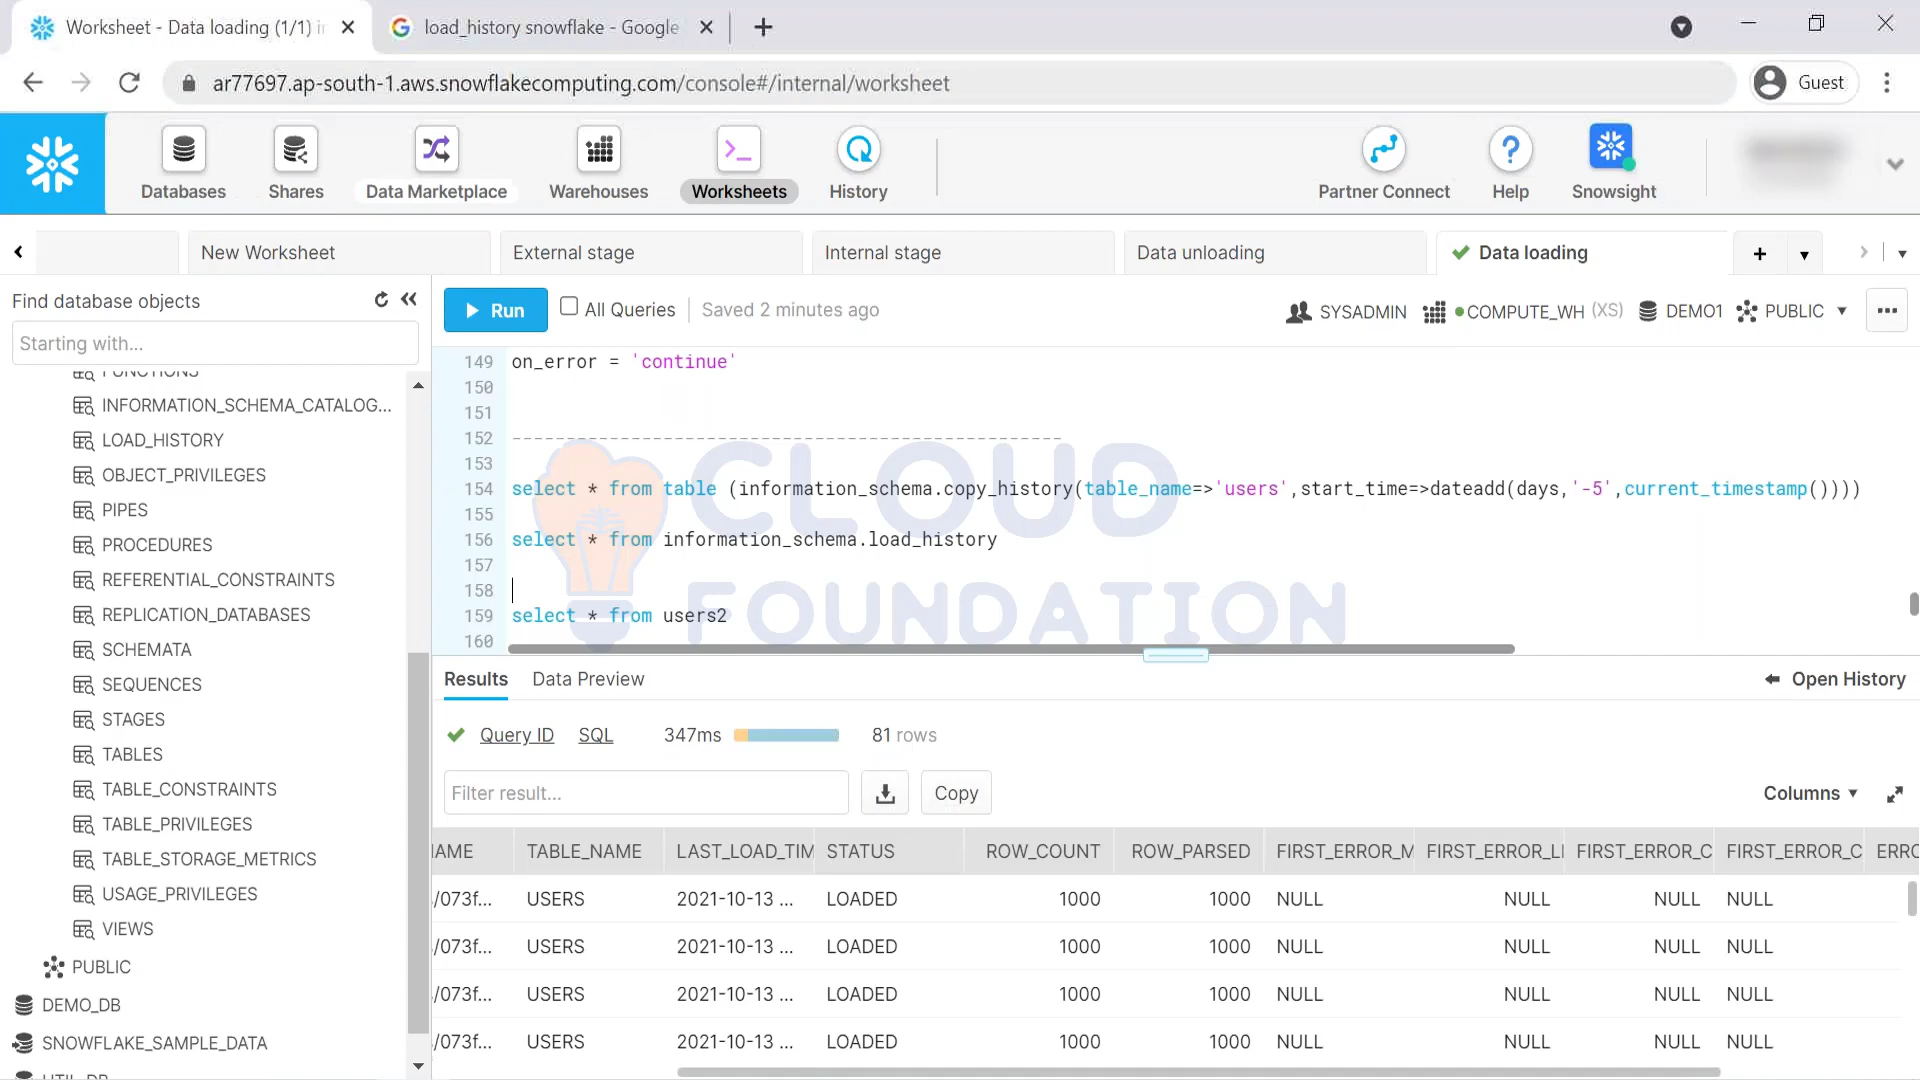 Worksheet - Data loading (1/1) i
load_history snowflake - Google
ar77697.ap-south-1.aws.snowflakecomputing.com/console#/internal/worksheet
Guest
Databases
Shares
Data Marketplace
Warehouses
Worksheets
History
Partner Connect
Help
Snowsight
New Worksheet
External stage
Internal stage
Data unloading
Data loading
Find database objects
Starting with...
FUNCTIONS
INFORMATION_SCHEMA_CATALOG...
LOAD_HISTORY
OBJECT_PRIVILEGES
PIPES
PROCEDURES
REFERENTIAL_CONSTRAINTS
REPLICATION_DATABASES
SCHEMATA
SEQUENCES
STAGES
TABLES
TABLE_CONSTRAINTS
TABLE_PRIVILEGES
TABLE_STORAGE_METRICS
USAGE_PRIVILEGES
VIEWS
PUBLIC
DEMO_DB
SNOWFLAKE_SAMPLE_DATA
UTIL_DB
Run
All Queries
Saved 2 minutes ago
SYSADMIN
COMPUTE_WH (XS)
DEMO1
PUBLIC
149 on_error = 'continue'
150
151
152 ---------------------------------------------------
153
154 select * from table (information_schema.copy_history(table_name=>'users',start_time=>dateadd(days,'-5',current_timestamp())))
155
156 select * from information_schema.load_history
157
158
159 select * from users2
160
CLOUD
FOUNDATION
Results
Data Preview
Open History
Query ID
SQL
347ms
81 rows
Filter result...
Copy
Columns
AME TABLE_NAME LAST_LOAD_TIM STATUS ROW_COUNT ROW_PARSED FIRST_ERROR_M FIRST_ERROR_LI FIRST_ERROR_C FIRST_ERROR_C ERRO
/073f... USERS 2021-10-13 ... LOADED 1000 1000 NULL NULL NULL NULL
/073f... USERS 2021-10-13 ... LOADED 1000 1000 NULL NULL NULL NULL
/073f... USERS 2021-10-13 ... LOADED 1000 1000 NULL NULL NULL NULL
/073f... USERS 2021-10-13 ... LOADED 1000 1000 NULL NULL NULL NULL